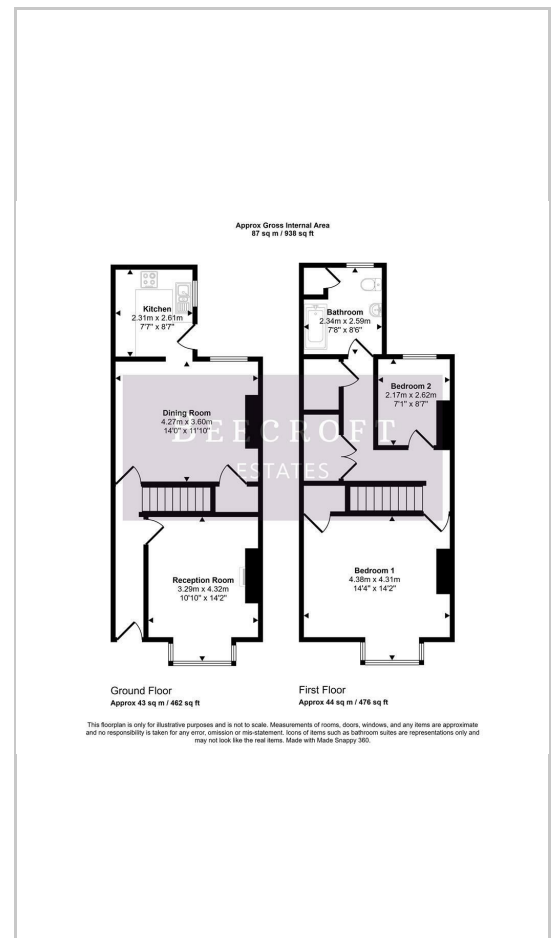 Approx Gross Internal Area
87 sq m / 938 sq ft
Kitchen
2.31m x 2.61m
7'7" x 8'7"
Dining Room
4.27m x 3.60m
14'0" x 11'10"
Reception Room
3.29m x 4.32m
10'10" x 14'2"
Bathroom
2.34m x 2.59m
7'8" x 8'6"
Bedroom 2
2.17m x 2.62m
7'1" x 8'7"
BEECROFT
ESTATES
Bedroom 1
4.38m x 4.31m
14'4" x 14'2"
Ground Floor
Approx 43 sq m / 462 sq ft
First Floor
Approx 44 sq m / 476 sq ft
This floorplan is only for illustrative purposes and is not to scale. Measurements of rooms, doors, windows, and any items are approximate
and no responsibility is taken for any error, omission or mis-statement. Icons of items such as bathroom suites are representations only and
may not look like the real items. Made with Made Snappy 360.